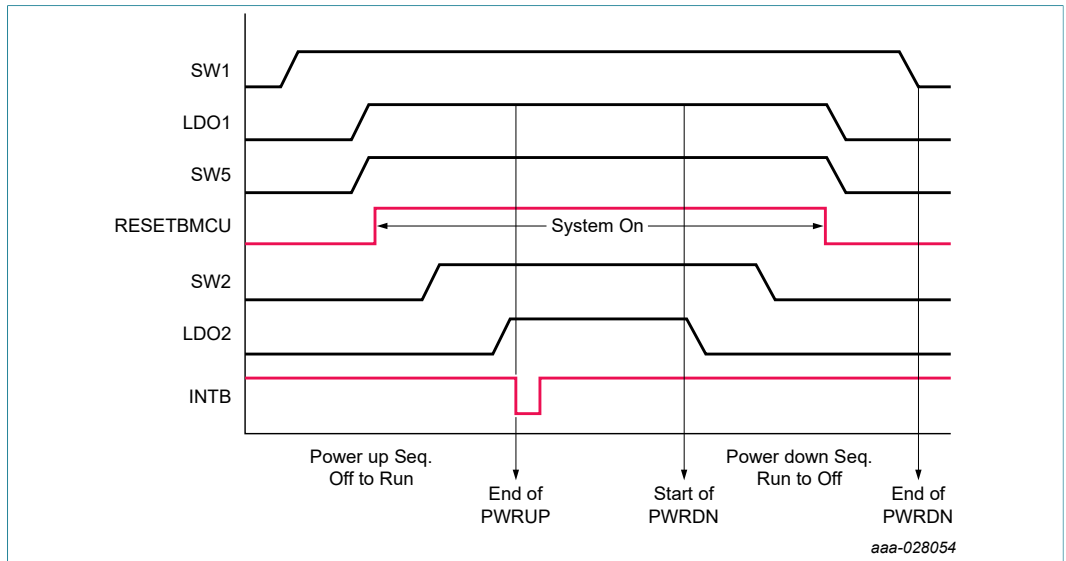 SW1
LDO1
SW5
RESETBMCU
System On
SW2
LDO2
INTB
Power up Seq.
Off to Run
End of
PWRUP
Start of
PWRDN
Power down Seq.
Run to Off
End of
PWRDN
aaa-028054